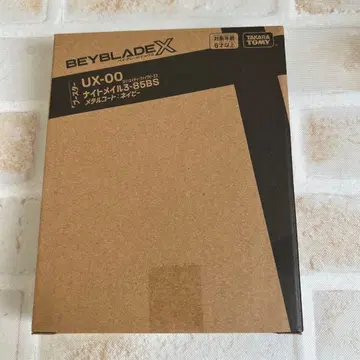 BEYBLADE X
対象年齢
6才以上
TAKARA
TOMY
ブースター
UX-00
ナイトメイル3-85BS
メタルコート:ネイビー